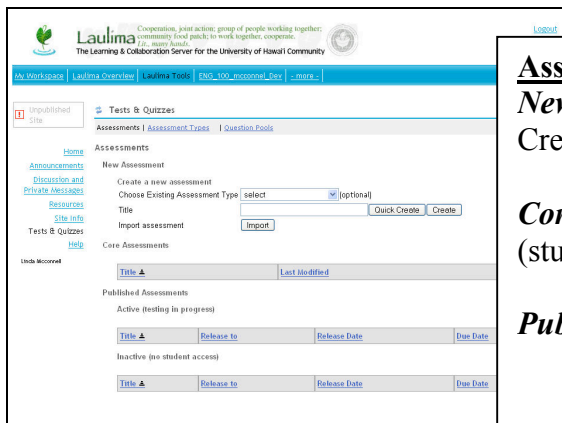 Laulima
Cooperation, joint action; group of people working together;
community food patch; to work together, cooperate.
Lit., many hands.
The Learning & Collaboration Server for the University of Hawai'i Community
Logout
My Workspace | Laulima Overview | Laulima Tools | ENG_100_mcconnel_Dev | - more - |
Unpublished
Site
Home
Announcements
Discussion and
Private Messages
Resources
Site Info
Tests & Quizzes
Help
Linda Mcconnell
Tests & Quizzes
Assessments | Assessment Types | Question Pools
Assessments
New Assessment
Create a new assessment
Choose Existing Assessment Type select (optional)
Title Quick Create Create
Import assessment Import
Core Assessments
Title Last Modified
Published Assessments
Active (testing in progress)
Title Release to Release Date Due Date
Inactive (no student access)
Title Release to Release Date Due Date
Ass
New
Cre
(stu